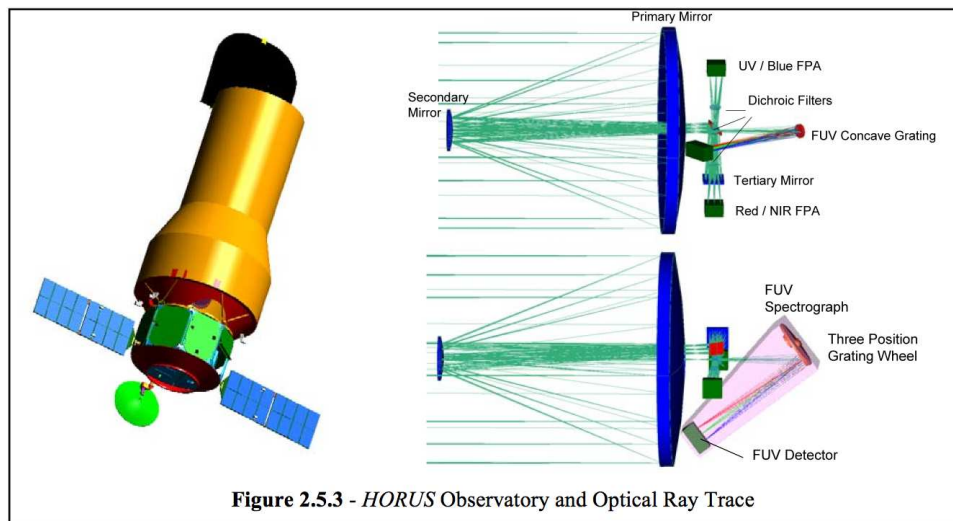 Primary Mirror
UV / Blue FPA
Secondary
Mirror
Dichroic Filters
FUV Concave Grating
Tertiary Mirror
Red / NIR FPA
FUV
Spectrograph
Three Position
Grating Wheel
FUV Detector
Figure 2.5.3 - HORUS Observatory and Optical Ray Trace